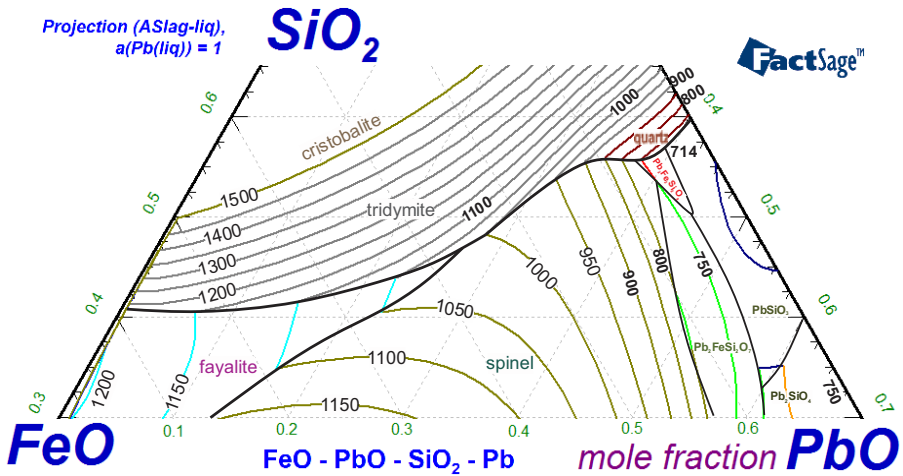 Projection (ASlag-liq),
a(Pb(liq)) = 1
SiO2
FactSage™
0.6
900
800
0.4
1000
cristobalite
quartz
714
1500
tridymite
1100
0.5
0.5
1400
1300
1200
0.4
1000
950
900
800
750
0.6
1050
PbSiO3
fayalite
1100
spinel
1200
1150
1150
750
0.3
0.1
0.2
0.3
0.4
0.5
0.6
0.7
FeO
FeO - PbO - SiO2 - Pb
mole fraction
PbO